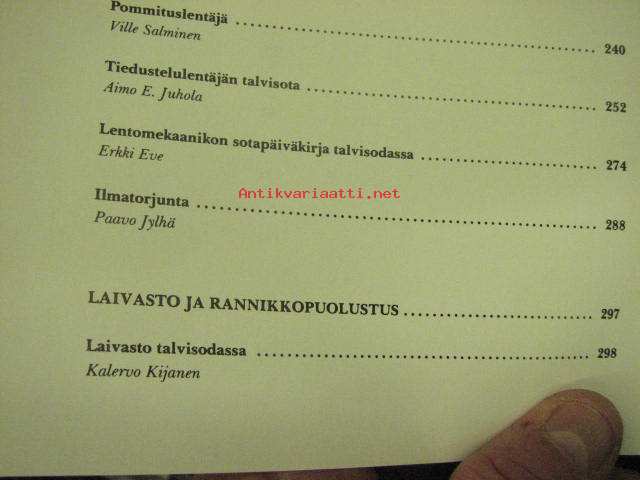 Pommituslentäjä ........ 240
Ville Salminen
Tiedustelulentäjän talvisota ........ 252
Aimo E. Juhola
Lentomekaanikon sotapäiväkirja talvisodassa ........ 274
Erkki Eve
Antikvariaatti.net
Ilmatorjunta ........ 288
Paavo Jylhä
LAIVASTO JA RANNIKKOPUOLUSTUS ........ 297
Laivasto talvisodassa ........ 298
Kalervo Kijanen